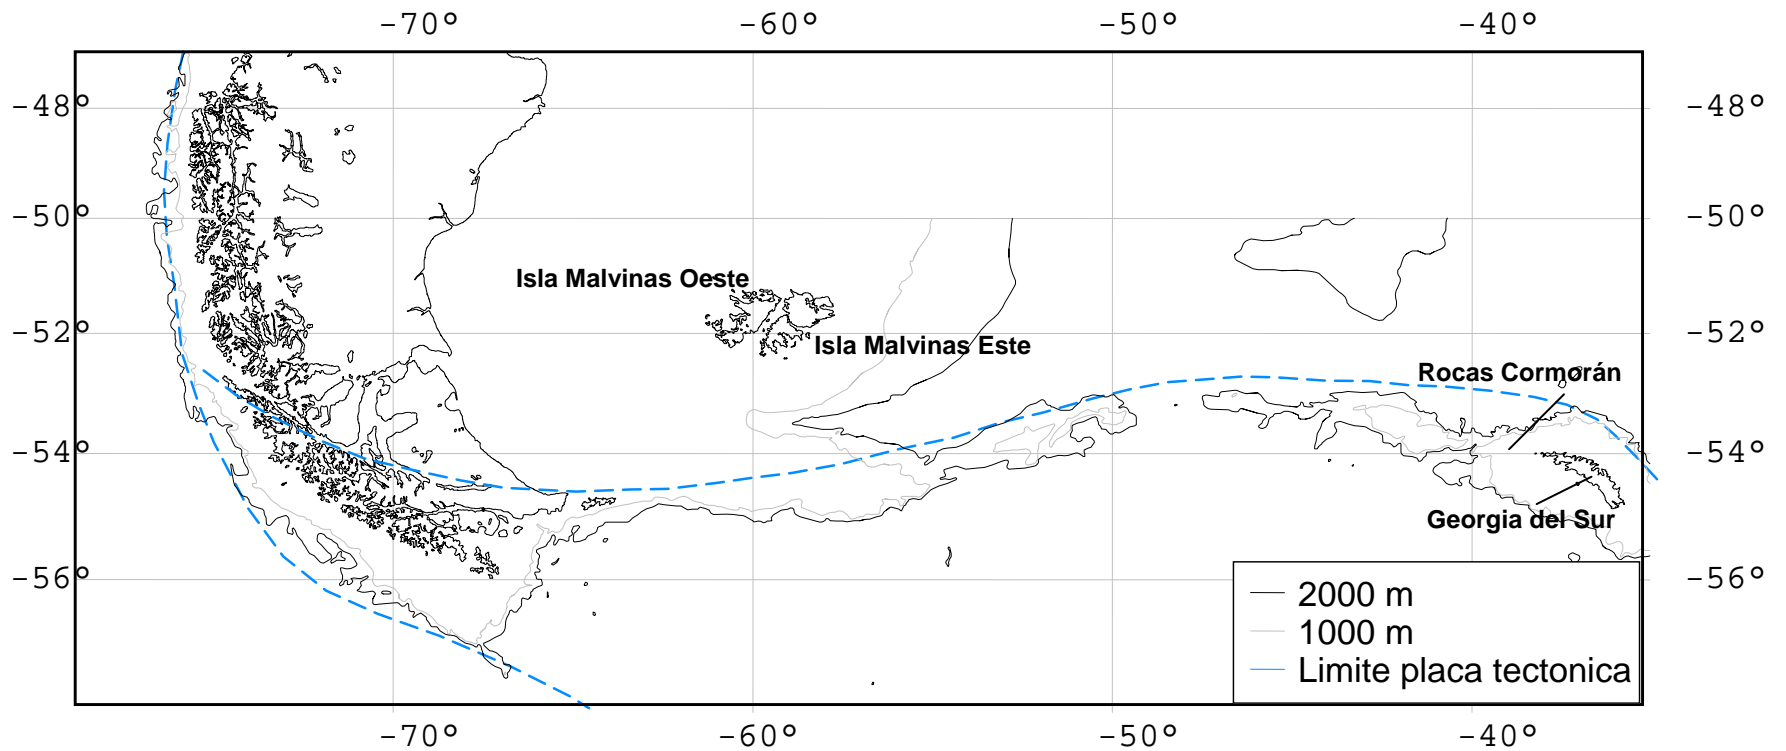 -70° -60° -50° -40°
-48° -48°
-50° -50°
Isla Malvinas Oeste
-52° -52°
Isla Malvinas Este
Rocas Cormorán
-54° -54°
Georgia del Sur
-56° -56°
2000 m
1000 m
Limite placa tectonica
-70° -60° -50° -40°